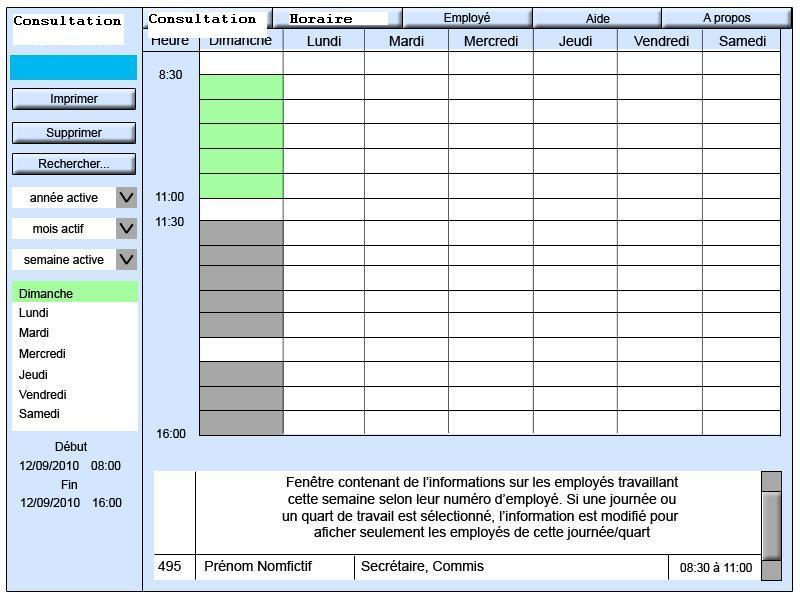 Consultation
Consultation
Horaire
Employé
Aide
A propos
Heure
Dimanche
Lundi
Mardi
Mercredi
Jeudi
Vendredi
Samedi
Imprimer
Supprimer
Rechercher...
année active
mois actif
semaine active
Dimanche
Lundi
Mardi
Mercredi
Jeudi
Vendredi
Samedi
Début
12/09/2010 08:00
Fin
12/09/2010 16:00
8:30
11:00
11:30
16:00
Fenêtre contenant de l'informations sur les employés travaillant
cette semaine selon leur numéro d'employé. Si une journée ou
un quart de travail est sélectionné, l'information est modifié pour
aficher seulement les employés de cette journée/quart
495 Prénom Nomfictif Secrétaire, Commis 08:30 à 11:00